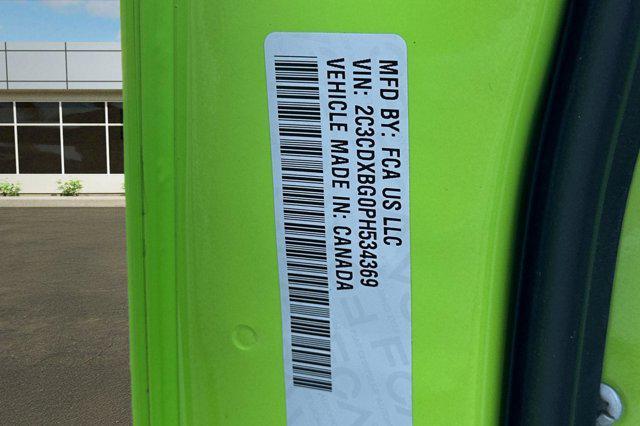 MFD BY: FCA US LLC
VIN: 2C3CDXBG0PH534369
VEHICLE MADE IN: CANADA